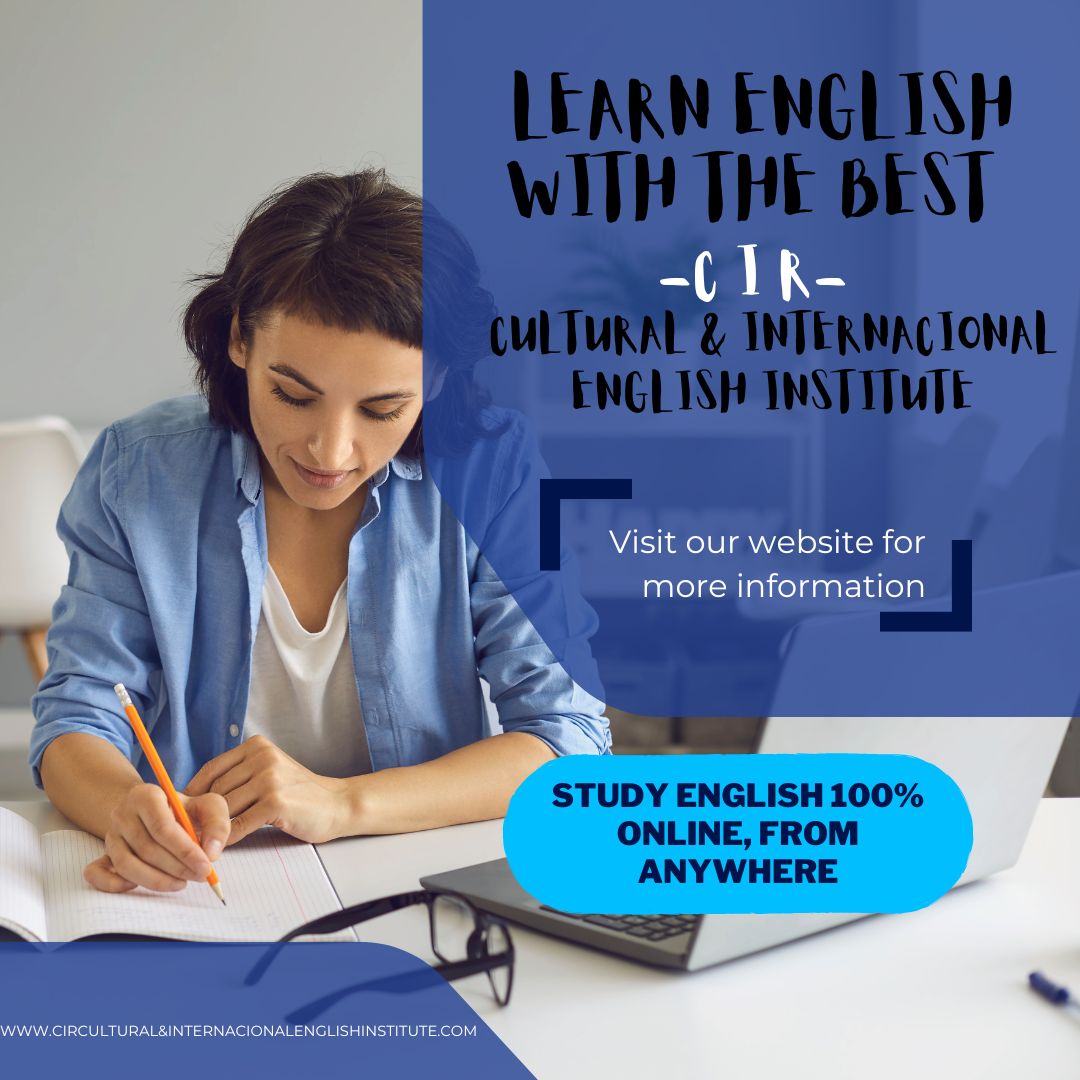 LEARN ENGLISH
WITH THE BEST
-C I R-
CULTURAL & INTERNACIONAL
ENGLISH INSTITUTE
Visit our website for
more information
STUDY ENGLISH 100%
ONLINE, FROM
ANYWHERE
WWW.CIRCULTURAL&INTERNACIONALENGLISHINSTITUTE.COM